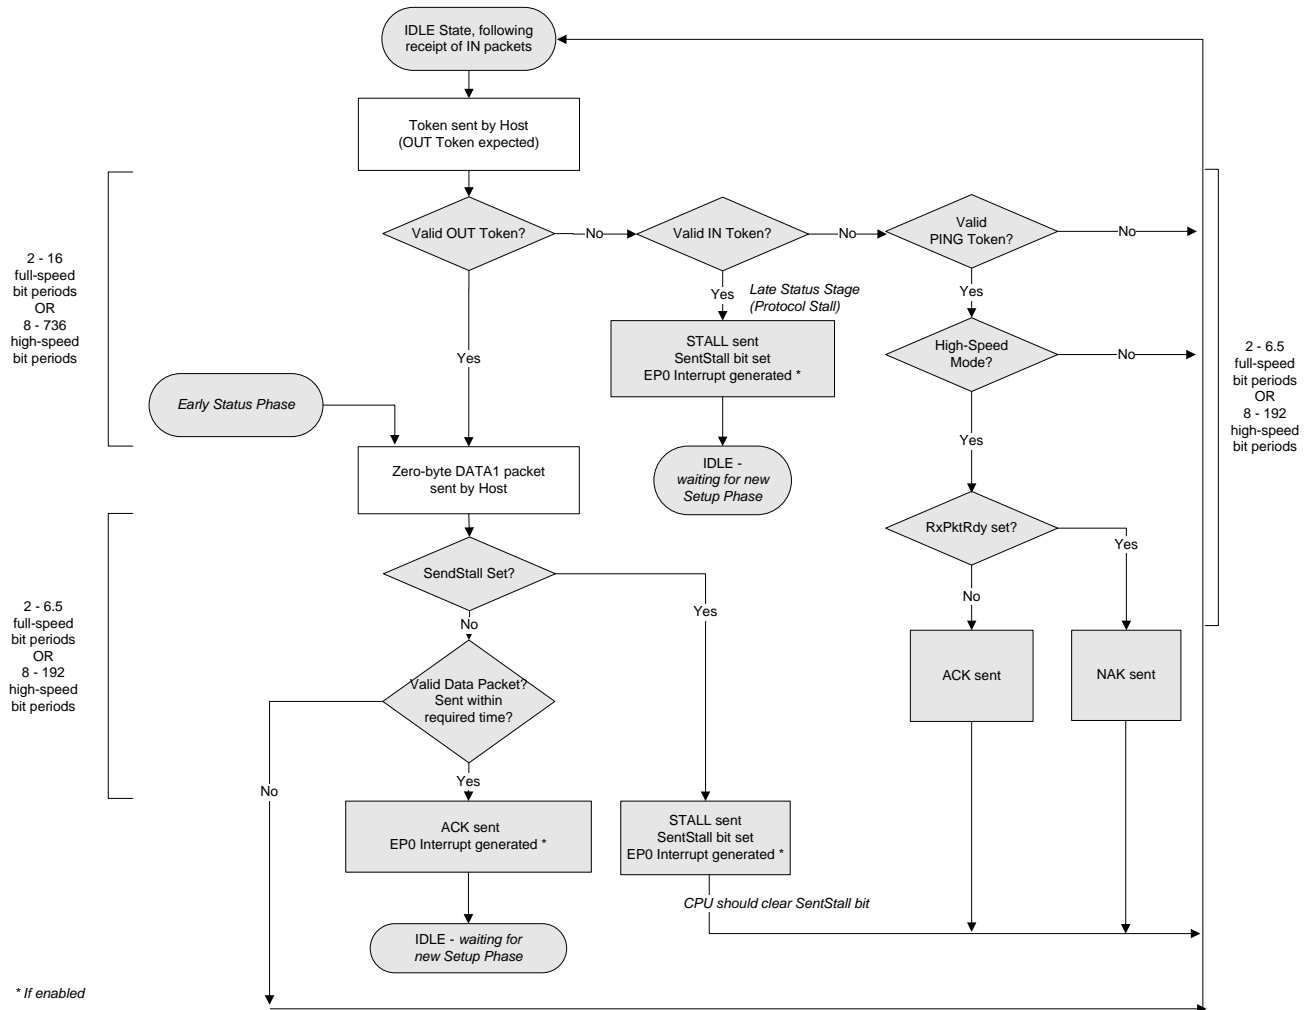 IDLE State, following
receipt of IN packets
Token sent by Host
(OUT Token expected)
Valid OUT Token?
No
Valid IN Token?
No
Valid
PING Token?
No
2 - 16
full-speed
bit periods
OR
8 - 736
high-speed
bit periods
Yes
Late Status Stage
(Protocol Stall)
Yes
STALL sent
SentStall bit set
EP0 Interrupt generated *
High-Speed
Mode?
No
Yes
2 - 6.5
full-speed
bit periods
OR
8 - 192
high-speed
bit periods
Early Status Phase
Yes
Zero-byte DATA1 packet
sent by Host
IDLE -
waiting for new
Setup Phase
RxPktRdy set?
Yes
No
SendStall Set?
Yes
No
2 - 6.5
full-speed
bit periods
OR
8 - 192
high-speed
bit periods
Valid Data Packet?
Sent within
required time?
ACK sent
NAK sent
No
Yes
ACK sent
EP0 Interrupt generated *
STALL sent
SentStall bit set
EP0 Interrupt generated *
CPU should clear SentStall bit
IDLE - waiting for
new Setup Phase
* If enabled